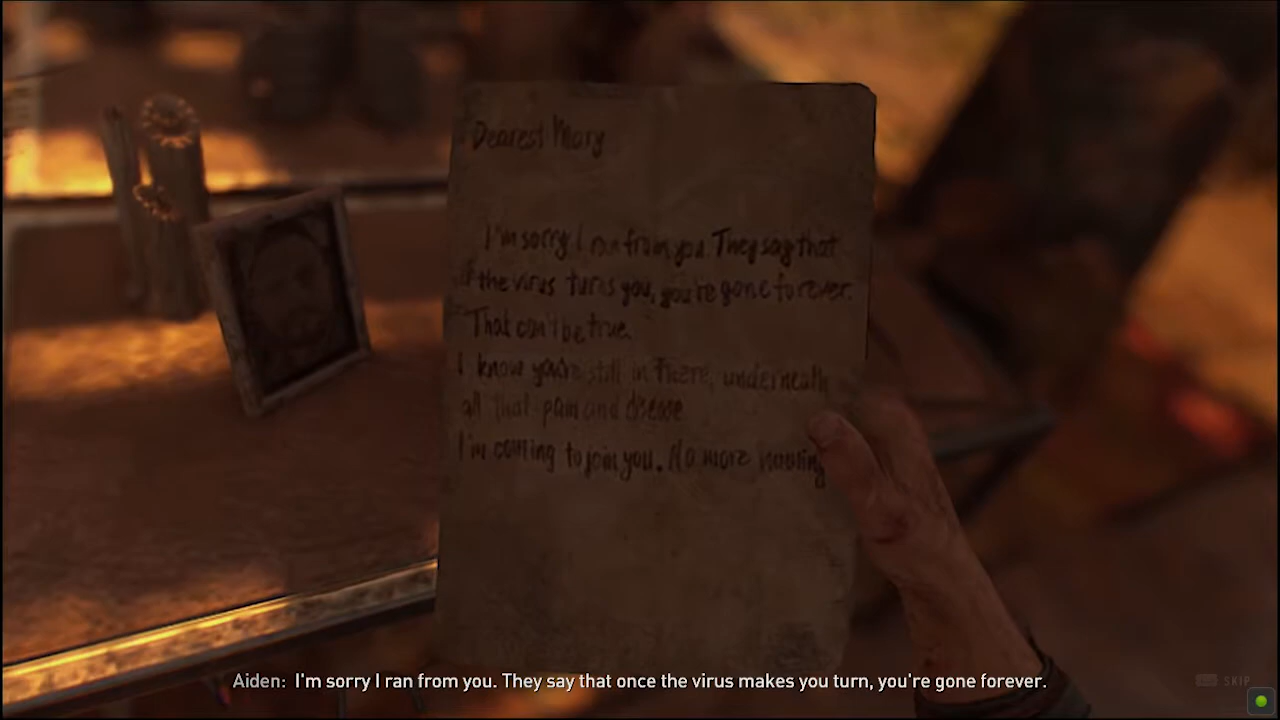 Dearest Mary
I'm sorry I ran from you. They say that
if the virus turns you, you're gone forever.
That can't be true.
I know you're still in there, underneath
all that pain and disease
I'm coming to join you. No more
Aiden: I'm sorry I ran from you. They say that once the virus makes you turn, you're gone forever.
SKIP